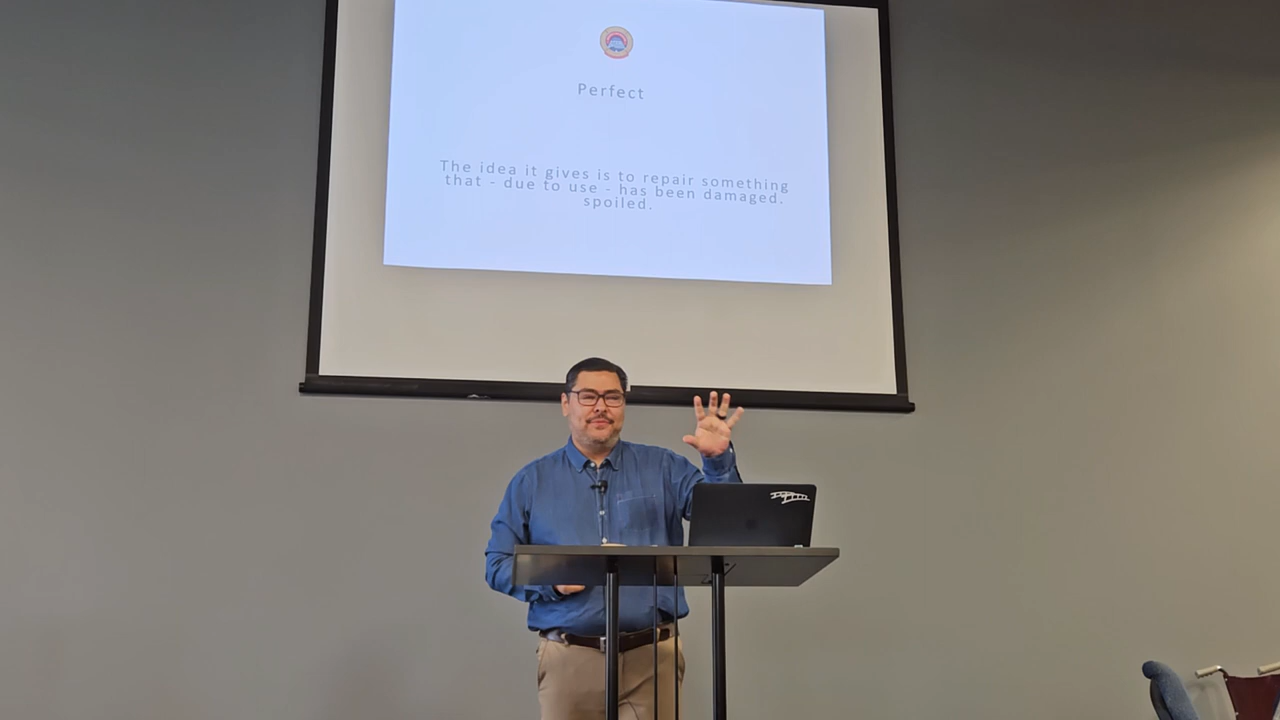 Perfect
The idea it gives is to repair something
that - due to use - has been damaged.
spoiled.